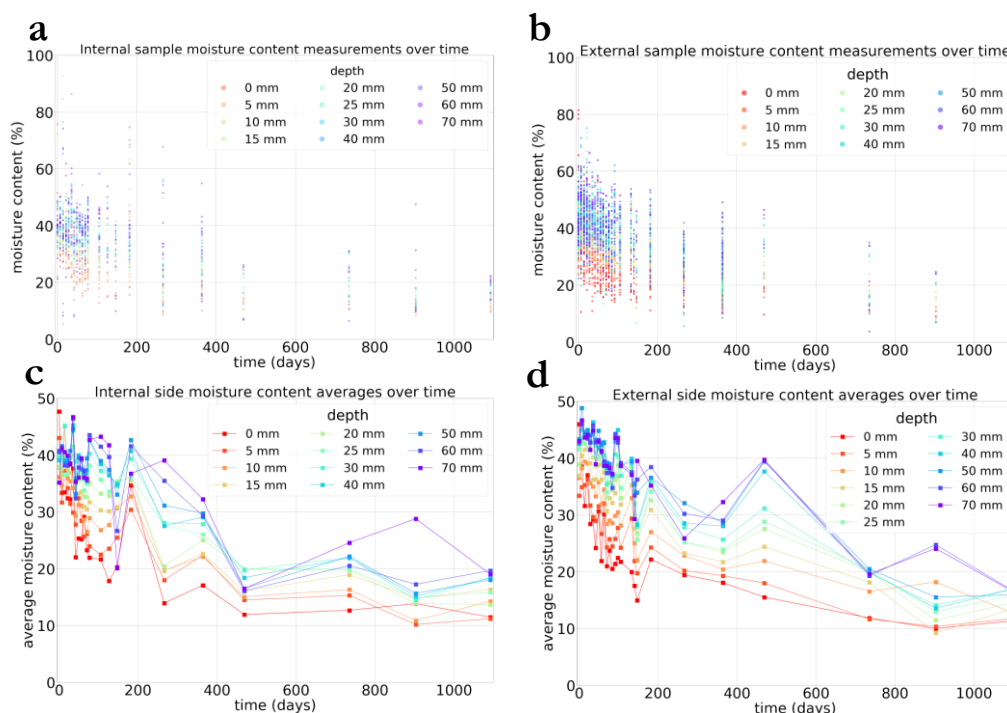 a
Internal sample moisture content measurements over time
100
80
60
40
20
0
moisture content (%)
depth
0 mm
5 mm
10 mm
15 mm
20 mm
25 mm
30 mm
40 mm
50 mm
60 mm
70 mm
0 200 400 600 800 1000
time (days)
b
External sample moisture content measurements over time
100
80
60
40
20
0
moisture content (%)
depth
0 mm
5 mm
10 mm
15 mm
20 mm
25 mm
30 mm
40 mm
50 mm
60 mm
70 mm
0 200 400 600 800 1000
time (days)
c
Internal side moisture content averages over time
50
40
30
20
10
0
average moisture content (%)
depth
0 mm
5 mm
10 mm
15 mm
20 mm
25 mm
30 mm
40 mm
50 mm
60 mm
70 mm
0 200 400 600 800 1000
time (days)
d
External side moisture content averages over time
50
40
30
20
10
0
average moisture content (%)
depth
0 mm
5 mm
10 mm
15 mm
20 mm
25 mm
30 mm
40 mm
50 mm
60 mm
70 mm
0 200 400 600 800 1000
time (days)